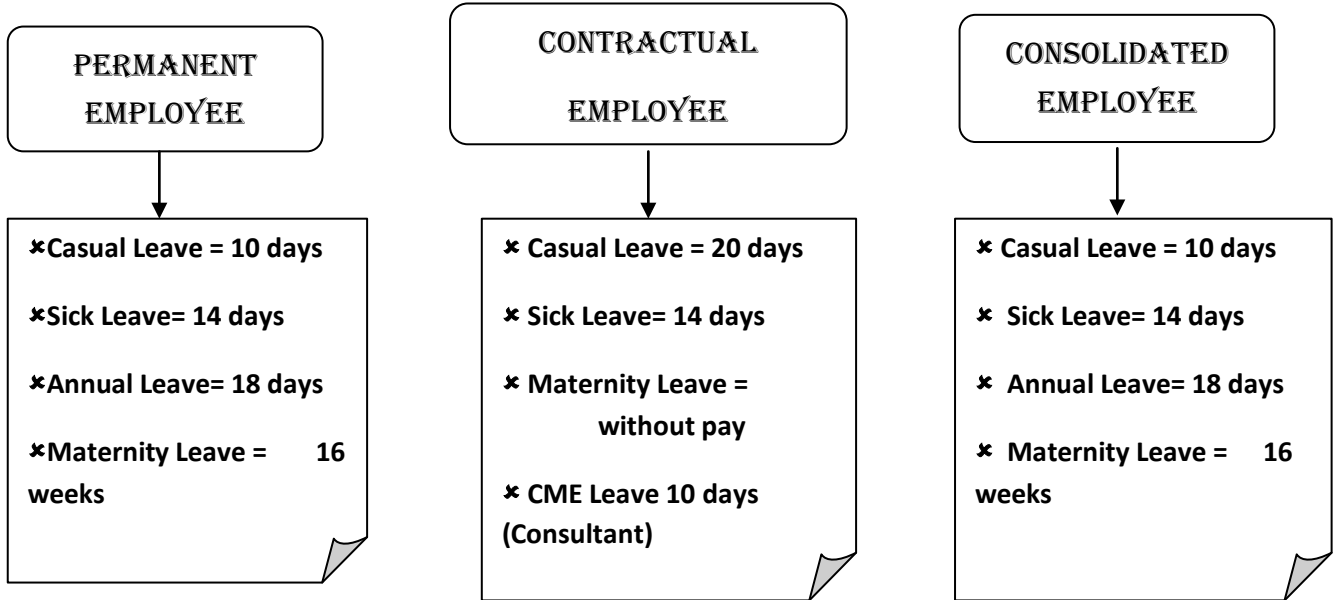 PERMANENT
EMPLOYEE
×Casual Leave = 10 days
×Sick Leave= 14 days
×Annual Leave= 18 days
×Maternity Leave = 16
weeks
CONTRACTUAL
EMPLOYEE
× Casual Leave = 20 days
× Sick Leave= 14 days
× Maternity Leave =
without pay
× CME Leave 10 days
(Consultant)
CONSOLIDATED
EMPLOYEE
× Casual Leave = 10 days
× Sick Leave= 14 days
× Annual Leave= 18 days
× Maternity Leave = 16
weeks